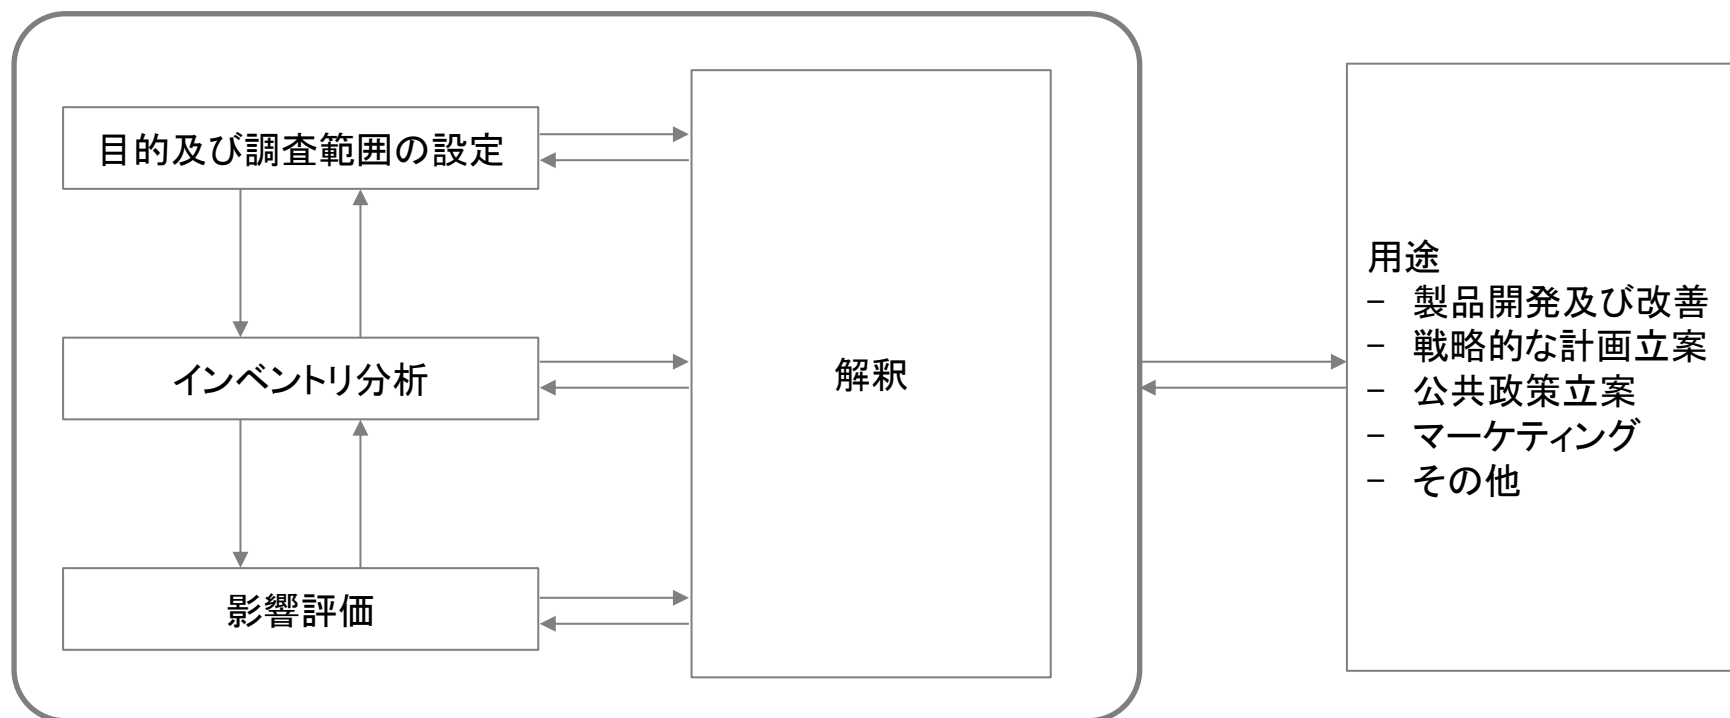 目的及び調査範囲の設定
インベントリ分析
影響評価
解釈
用途
− 製品開発及び改善
− 戦略的な計画立案
− 公共政策立案
− マーケティング
− その他